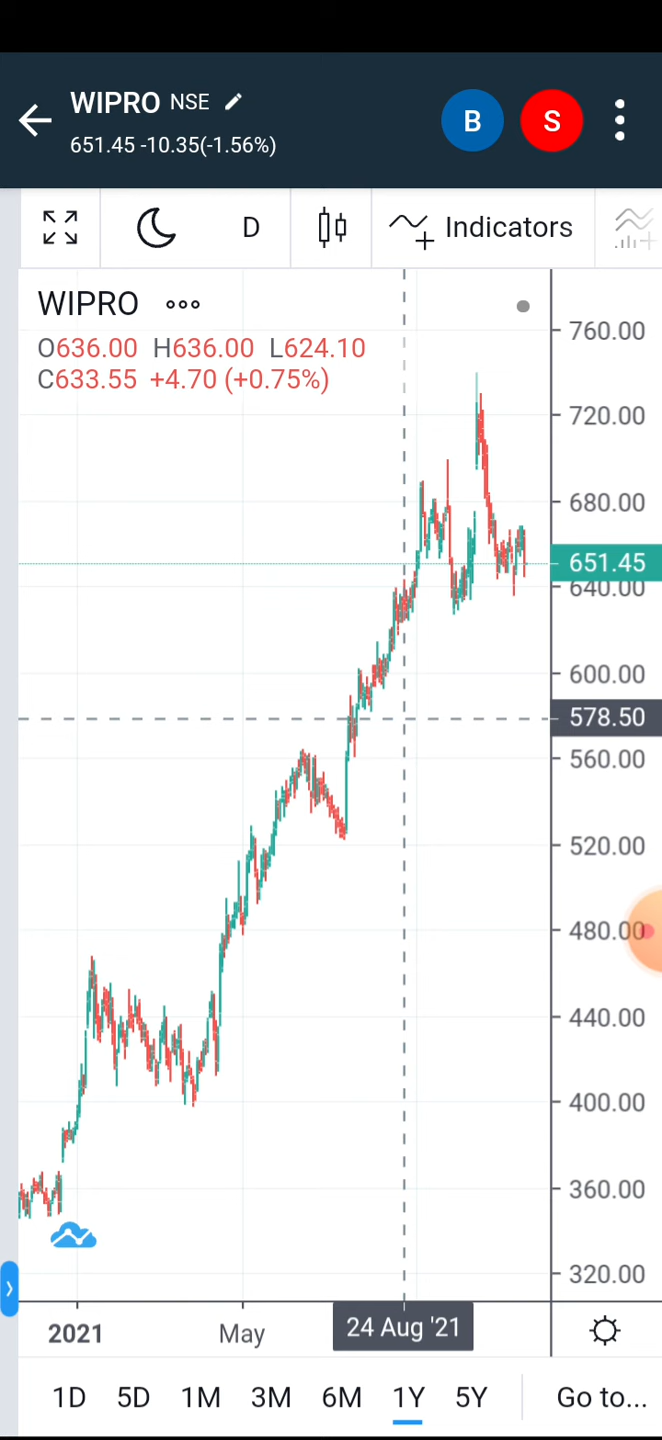 WIPRO NSE
651.45 -10.35(-1.56%)
B S
D Indicators
WIPRO
O636.00 H636.00 L624.10
C633.55 +4.70 (+0.75%)
760.00
720.00
680.00
651.45
640.00
600.00
578.50
560.00
520.00
480.00
440.00
400.00
360.00
320.00
2021 May 24 Aug '21
1D 5D 1M 3M 6M 1Y 5Y Go to...